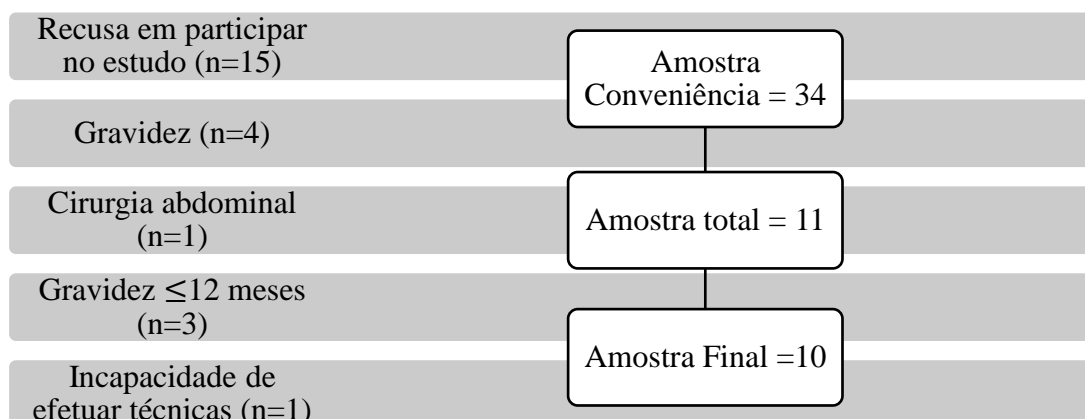 Recusa em participar
no estudo (n=15)
Amostra
Conveniência = 34
Gravidez (n=4)
Cirurgia abdominal
(n=1)
Amostra total = 11
Gravidez ≤12 meses
(n=3)
Amostra Final =10
Incapacidade de
efetuar técnicas (n=1)